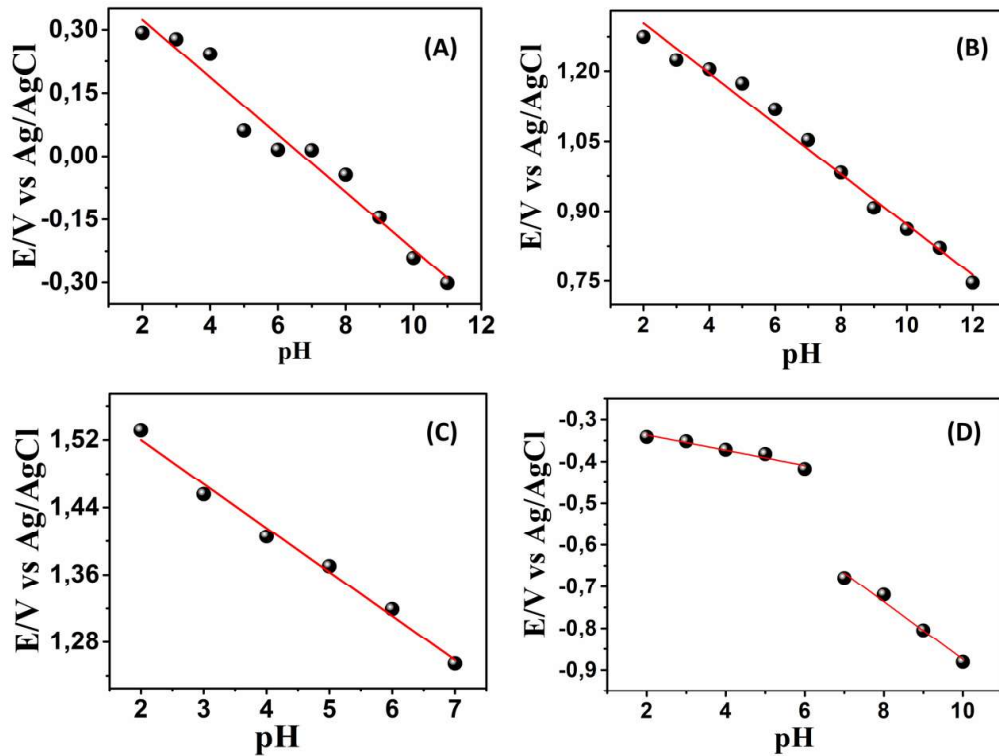 (A)
E/V vs Ag/AgCl
0,30
0,15
0,00
-0,15
-0,30
2 4 6 8 10 12
pH
(B)
E/V vs Ag/AgCl
1,20
1,05
0,90
0,75
2 4 6 8 10 12
pH
(C)
E/V vs Ag/AgCl
1,52
1,44
1,36
1,28
2 3 4 5 6 7
pH
(D)
E/V vs Ag/AgCl
-0,3
-0,4
-0,5
-0,6
-0,7
-0,8
-0,9
2 4 6 8 10
pH